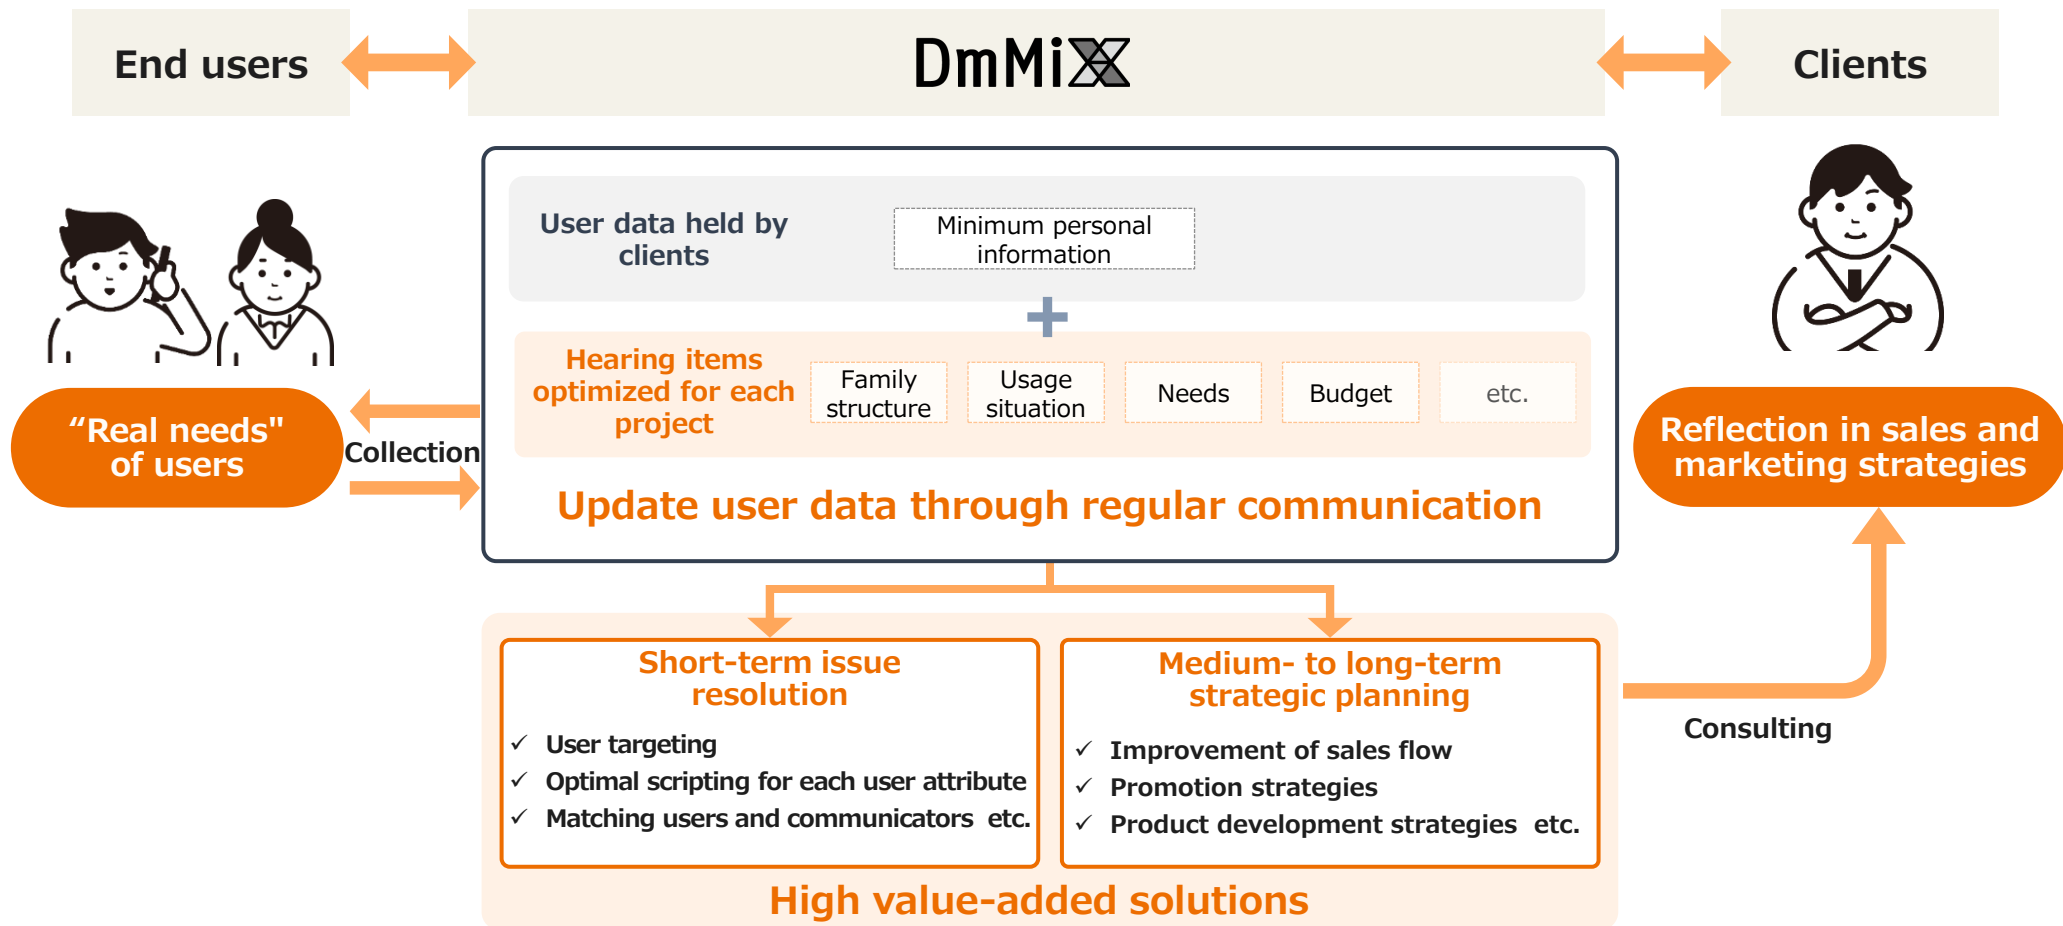 End users
DmMiX
Clients
User data held by
clients
Minimum personal
information
+
Hearing items
optimized for each
project
Family
structure
Usage
situation
Needs
Budget
etc.
“Real needs"
of users
Collection
Update user data through regular communication
Reflection in sales and
marketing strategies
Short-term issue
resolution
✓ User targeting
✓ Optimal scripting for each user attribute
✓ Matching users and communicators etc.
Medium- to long-term
strategic planning
✓ Improvement of sales flow
✓ Promotion strategies
✓ Product development strategies etc.
Consulting
High value-added solutions